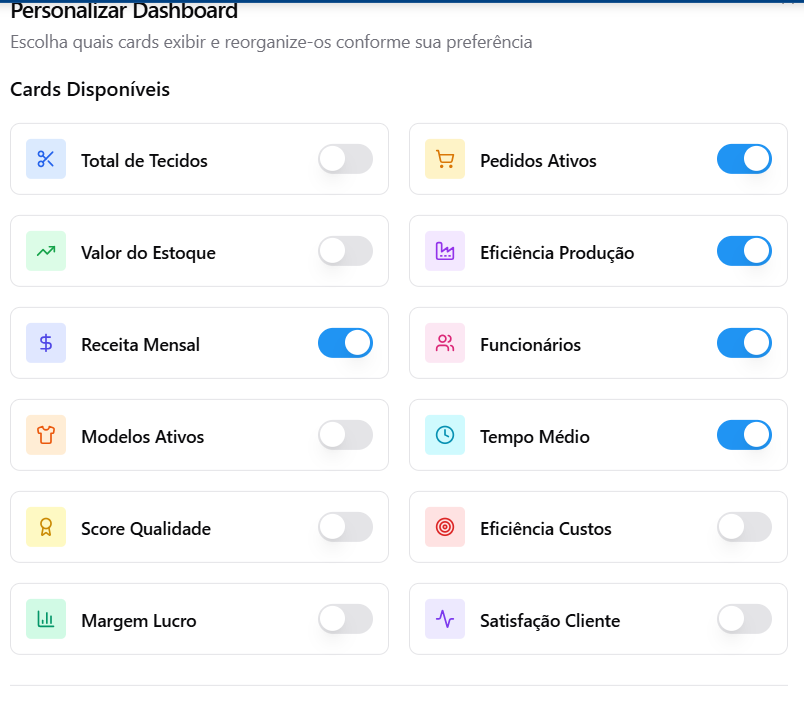 Personalizar Dashboard
Escolha quais cards exibir e reorganize-os conforme sua preferência
Cards Disponíveis
Total de Tecidos
Pedidos Ativos
Valor do Estoque
Eficiência Produção
Receita Mensal
Funcionários
Modelos Ativos
Tempo Médio
Score Qualidade
Eficiência Custos
Margem Lucro
Satisfação Cliente